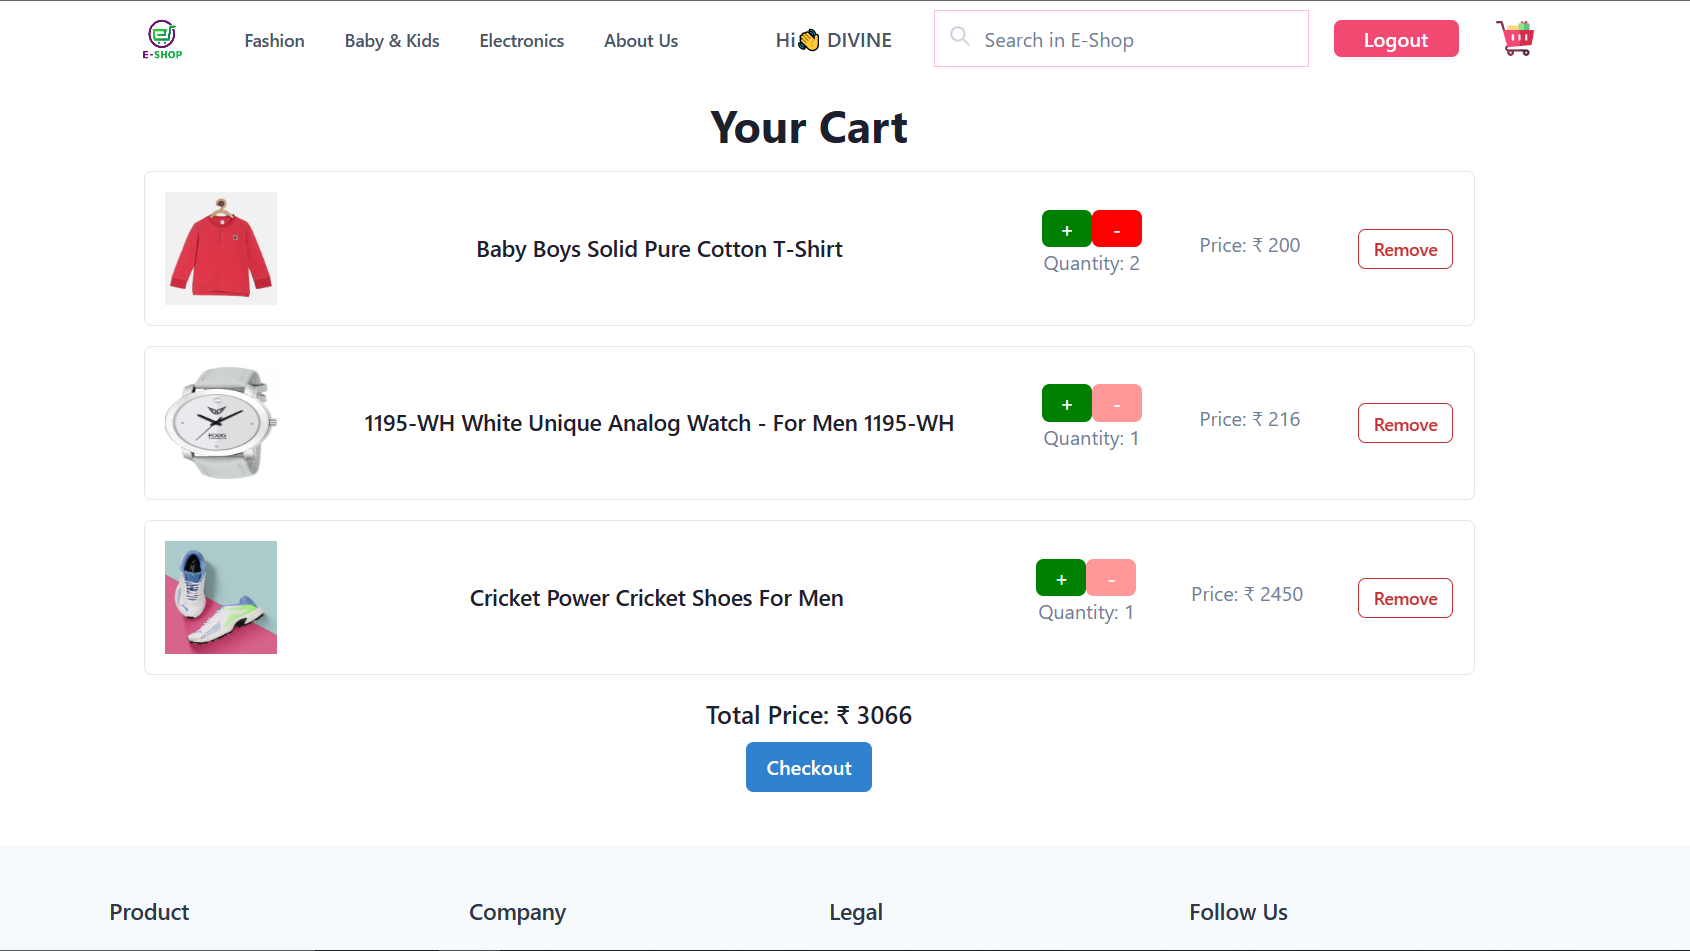 E-SHOP
Fashion
Baby & Kids
Electronics
About Us
Hi👋 DIVINE
Search in E-Shop
Logout
Your Cart
Baby Boys Solid Pure Cotton T-Shirt
+ -
Quantity: 2
Price: ₹ 200
Remove
1195-WH White Unique Analog Watch - For Men 1195-WH
+ -
Quantity: 1
Price: ₹ 216
Remove
Cricket Power Cricket Shoes For Men
+ -
Quantity: 1
Price: ₹ 2450
Remove
Total Price: ₹ 3066
Checkout
Product
Company
Legal
Follow Us